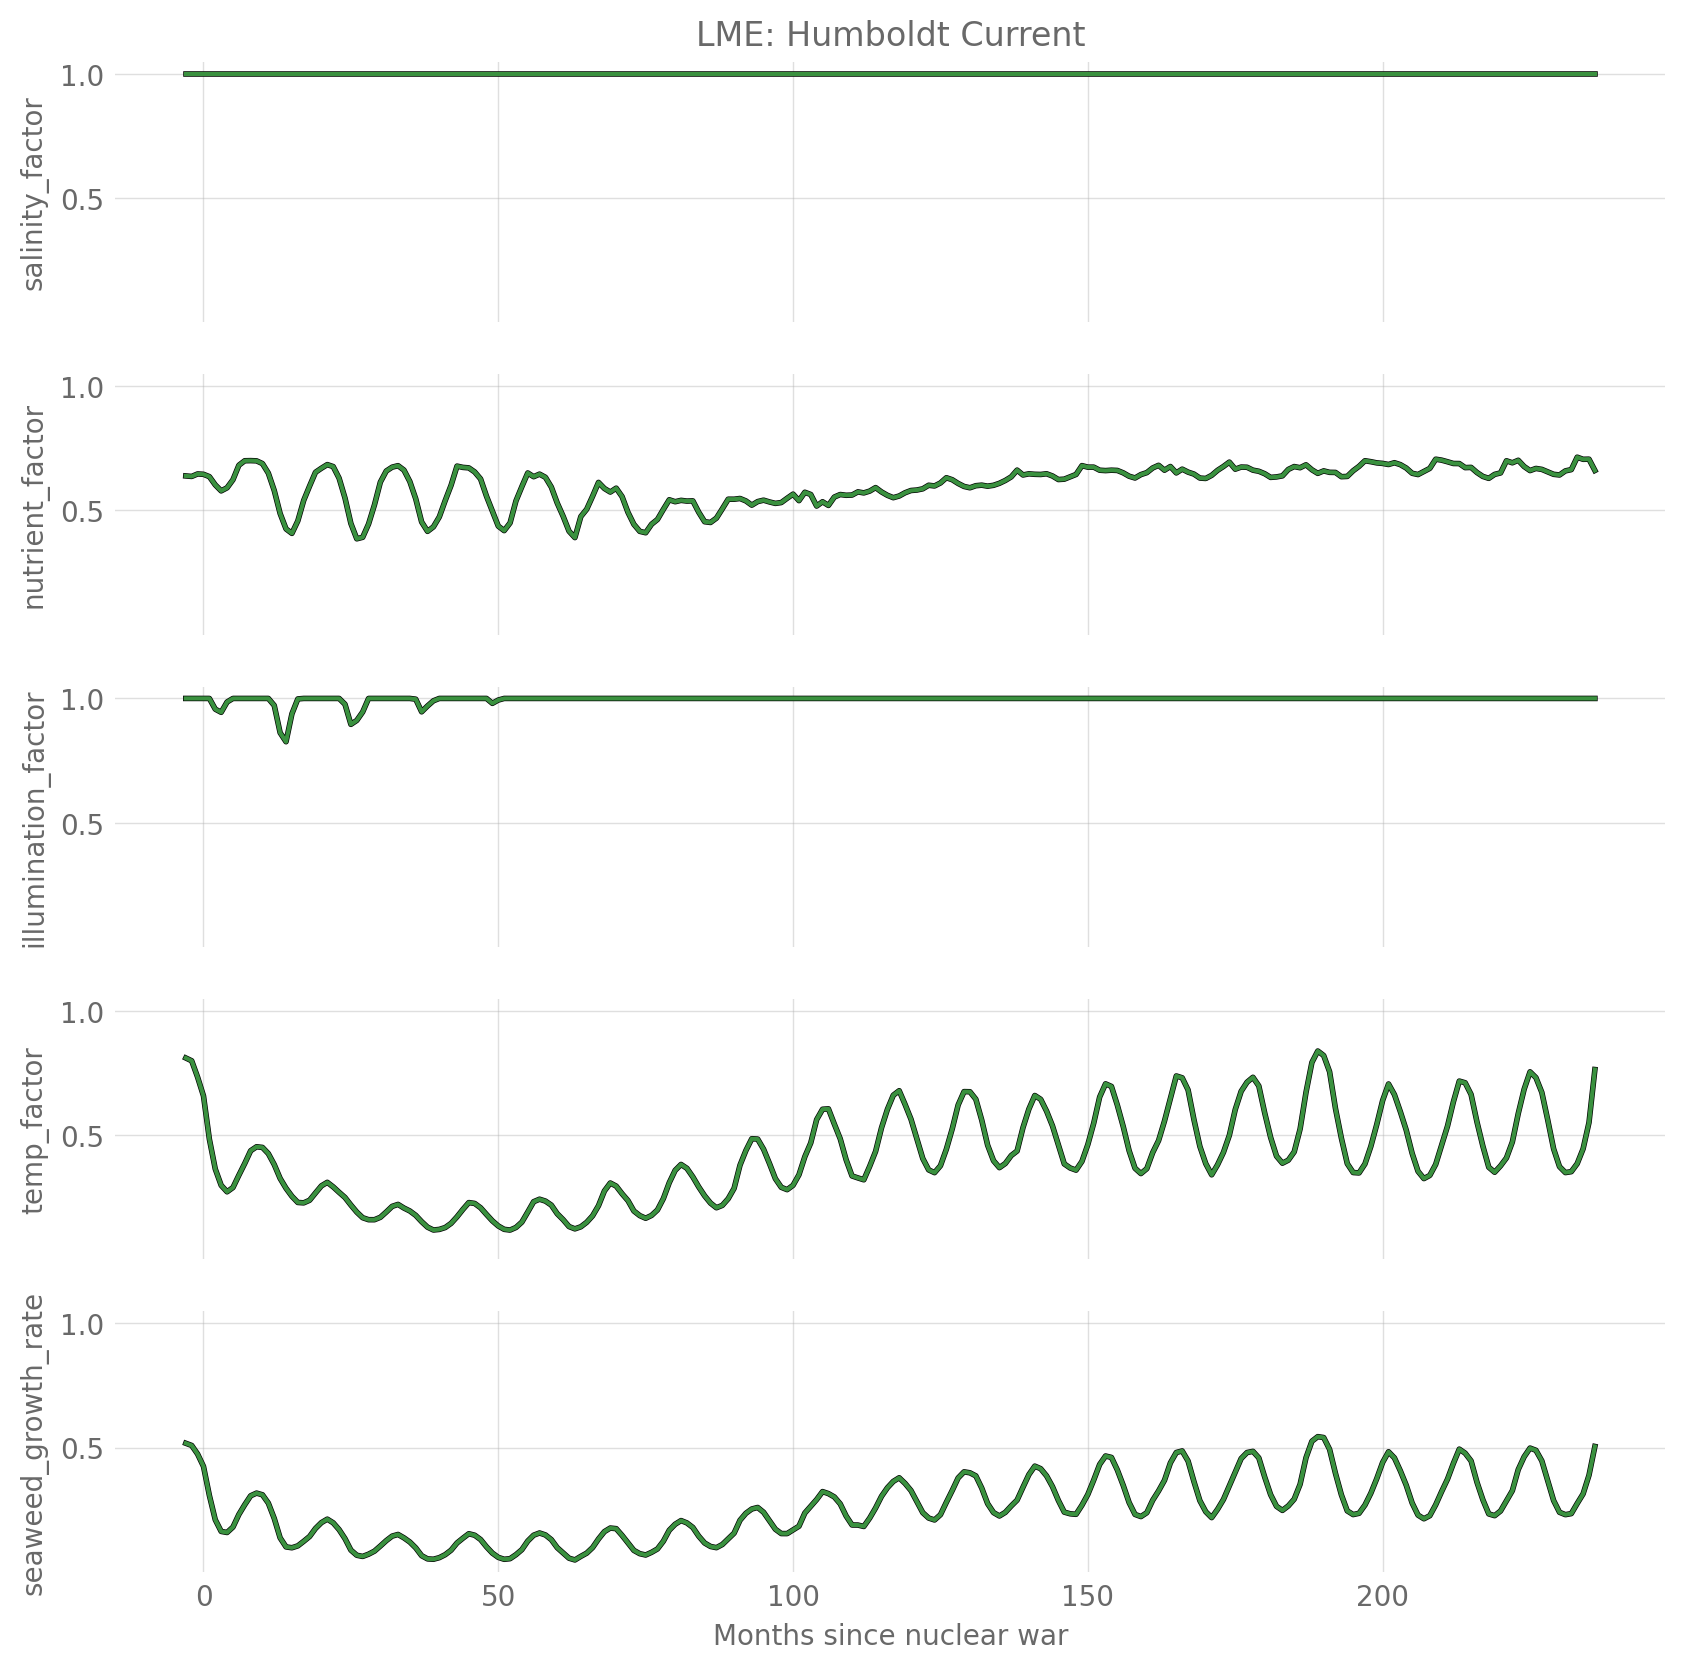 LME: Humboldt Current
1.0
0.5
salinity_factor
1.0
0.5
nutrient_factor
1.0
0.5
illumination_factor
1.0
0.5
temp_factor
1.0
0.5
seaweed_growth_rate
0 50 100 150 200
Months since nuclear war